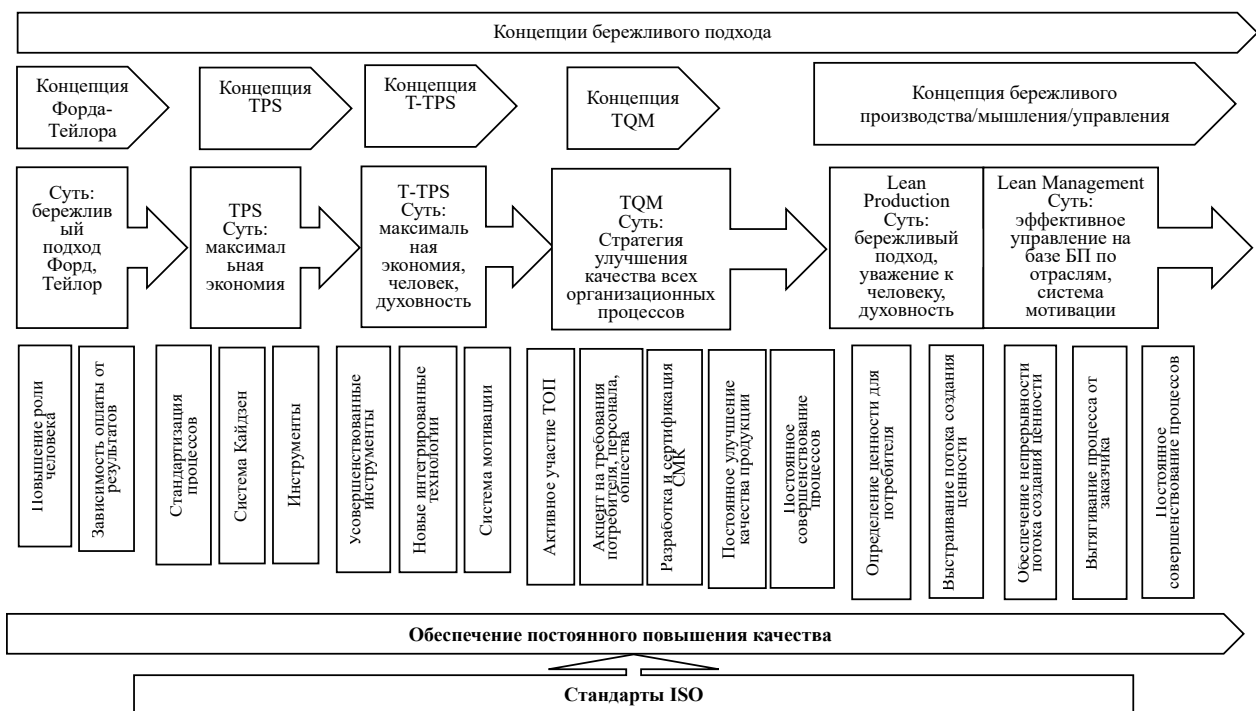 Концепции бережливого подхода
Концепция
Форда-
Тейлора
Концепция
TPS
Концепция
T-TPS
Концепция
TQM
Концепция бережливого
производства/мышления/управления
Суть:
бережлив
ый
подход
Форд,
Тейлор
TPS
Суть:
максимал
ьная
экономия
T-TPS
Суть:
максималь
ная
экономия,
человек,
духовность
TQM
Суть:
Стратегия
улучшения
качества всех
организационных
процессов
Lean
Production
Суть:
бережливый
подход,
уважение к
человеку,
духовность
Lean Management
Суть:
эффективное
управление на
базе БП по
отраслям,
система
мотивации
Повышение роли
человека
Зависимость оплаты от
результатов
Стандартизация
процессов
Система Кайдзен
Инструменты
Усовершенствованные
инструменты
Новые интегрированные
технологии
Система мотивации
Активное участие ТОП
Акцент на требования
потребителя, персонала,
общества
Разработка и сертификация
СМК
Постоянное улучшение
качества продукции
Постоянное
совершенствование
процессов
Определение ценности для
потребителя
Выстраивание потока создания
ценности
Обеспечение непрерывности
потока создания ценности
Вытягивание процесса от
заказчика
Постоянное
совершенствование процессов
Обеспечение постоянного повышения качества
Стандарты ISO